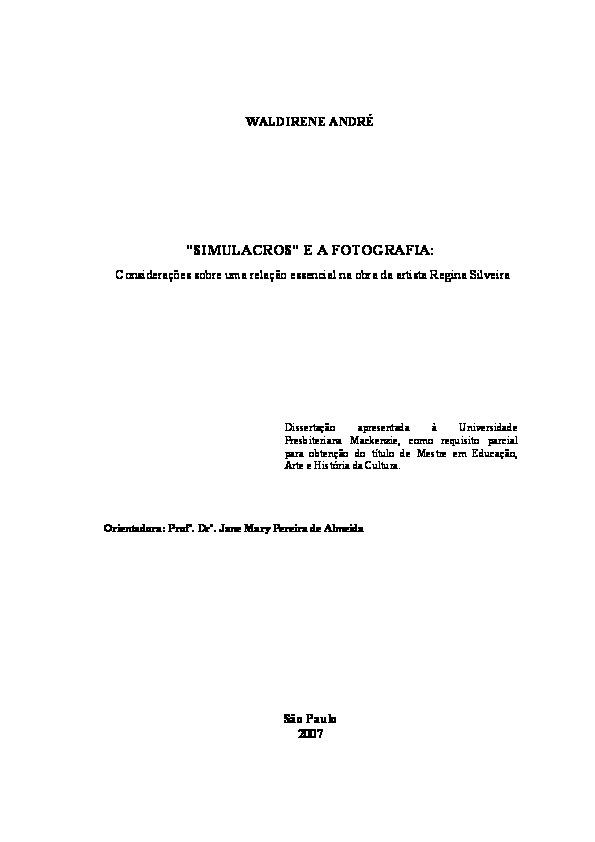 WALDIRENE ANDRÉ
"SIMULACROS" E A FOTOGRAFIA:
Considerações sobre uma relação essencial na obra da artista Regina Silveira
Dissertação apresentada à Universidade
Presbiteriana Mackenzie, como requisito parcial
para obtenção do título de Mestre em Educação,
Arte e História da Cultura.
Orientadora: Profª. Drª. Jane Mary Pereira de Almeida
São Paulo
2007